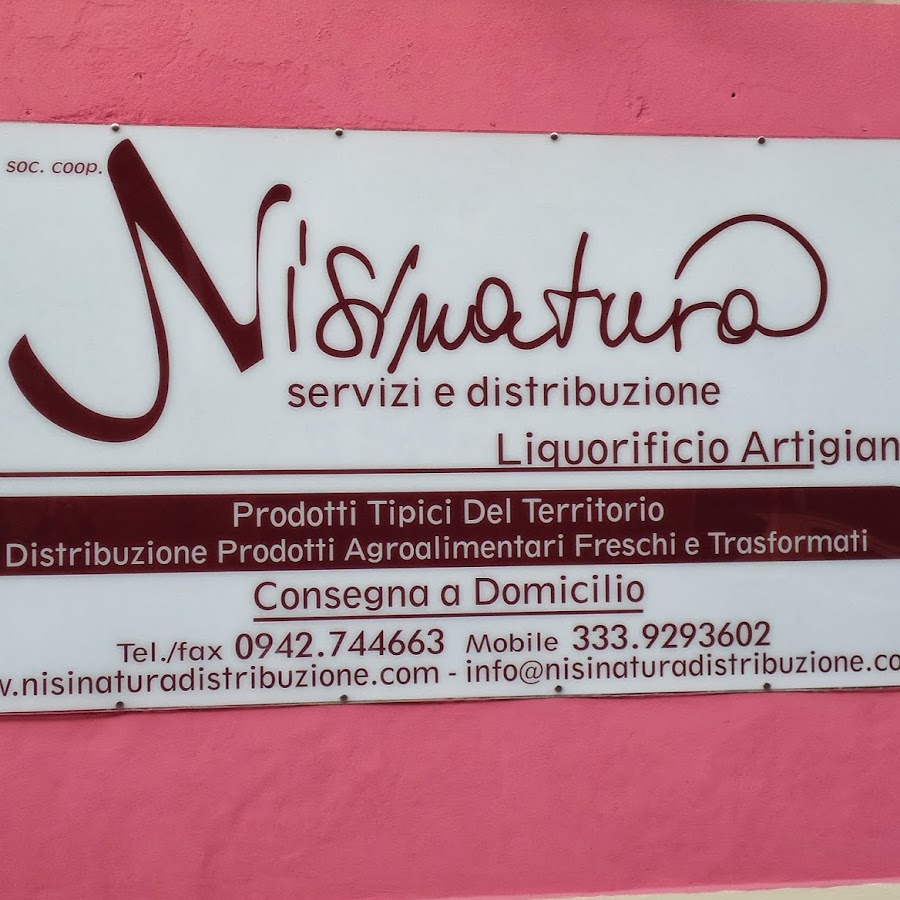 soc. coop.
Nisinatura
servizi e distribuzione
Liquorificio Artigian
Prodotti Tipici Del Territorio
Distribuzione Prodotti Agroalimentari Freschi e Trasformati
Consegna a Domicilio
Tel./fax 0942.744663 Mobile 333.9293602
w.nisinaturadistribuzione.com - info@nisinaturadistribuzione.co